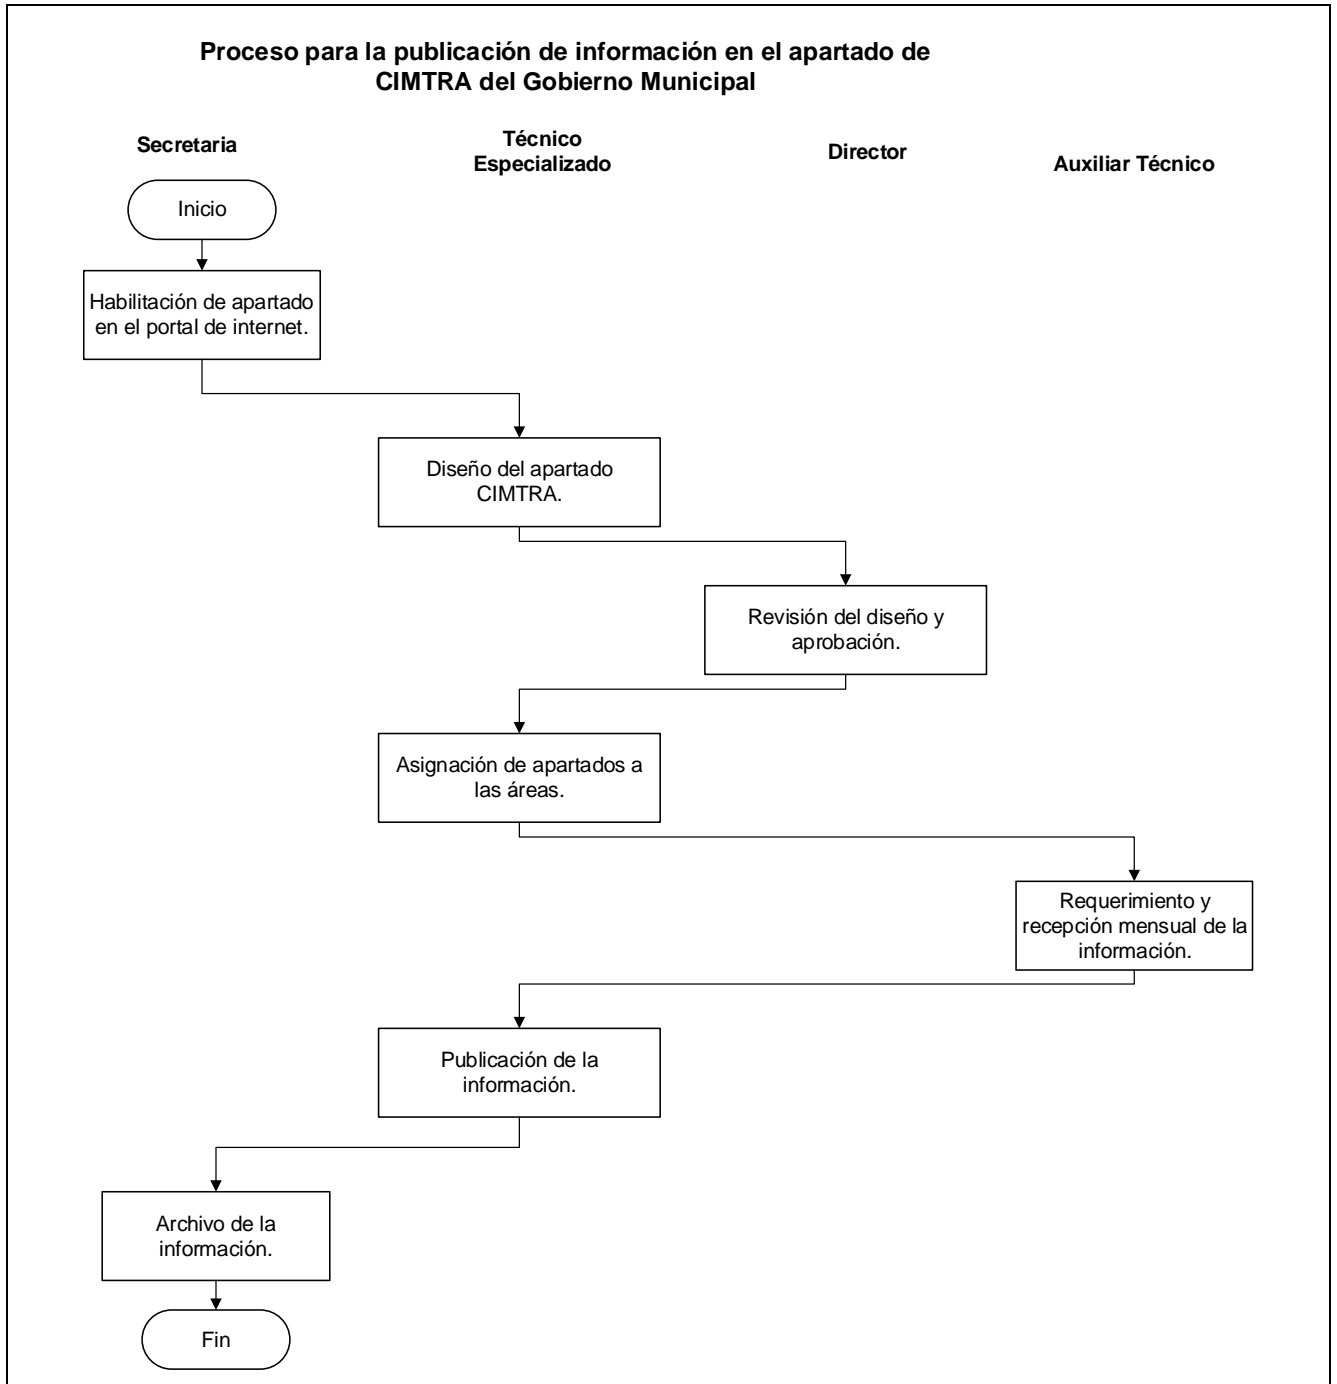 Proceso para la publicación de información en el apartado de
CIMTRA del Gobierno Municipal
Secretaria
Técnico
Especializado
Director
Auxiliar Técnico
Inicio
Habilitación de apartado
en el portal de internet.
Diseño del apartado
CIMTRA.
Revisión del diseño y
aprobación.
Asignación de apartados a
las áreas.
Requerimiento y
recepción mensual de la
información.
Publicación de la
información.
Archivo de la
información.
Fin